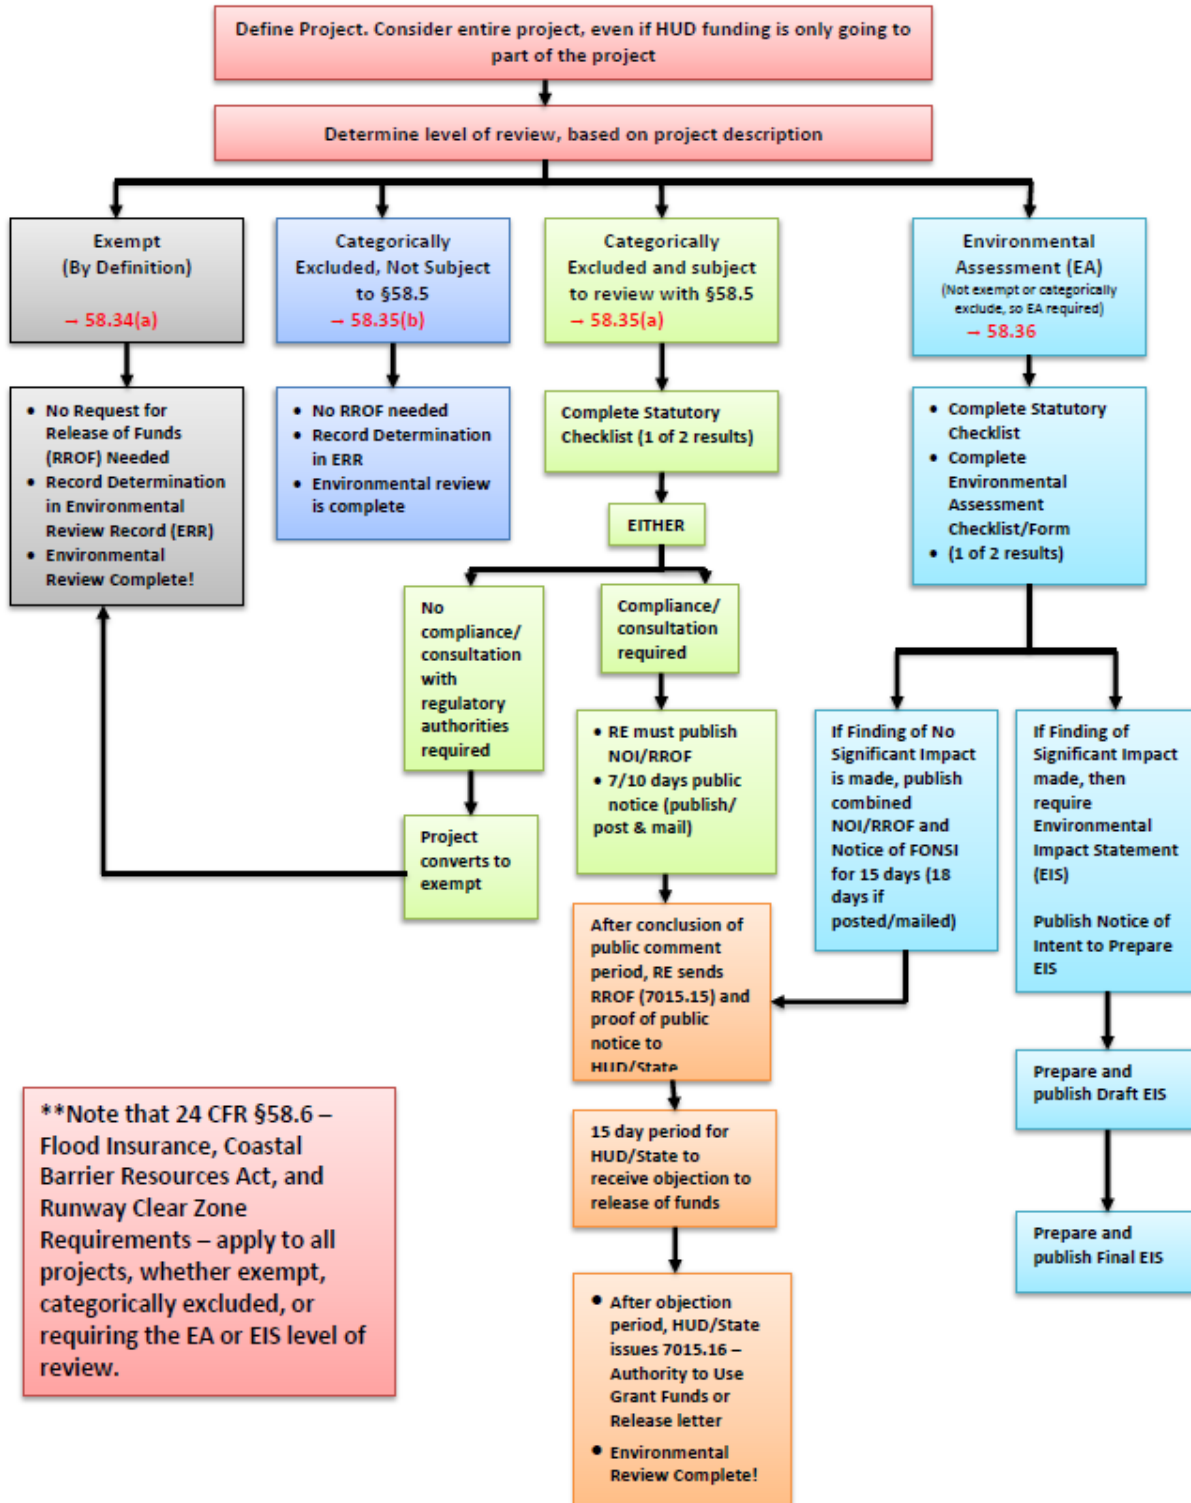 Define Project. Consider entire project, even if HUD funding is only going to
part of the project
Determine level of review, based on project description
Exempt
(By Definition)
→ 58.34(a)
Categorically
Excluded, Not Subject
to §58.5
→ 58.35(b)
Categorically
Excluded and subject
to review with §58.5
→ 58.35(a)
Environmental
Assessment (EA)
(Not exempt or categorically
exclude, so EA required)
→ 58.36
• No Request for
Release of Funds
(RROF) Needed
• Record Determination
in Environmental
Review Record (ERR)
• Environmental
Review Complete!
• No RROF needed
• Record Determination
in ERR
• Environmental review
is complete
Complete Statutory
Checklist (1 of 2 results)
EITHER
No
compliance/
consultation
with
regulatory
authorities
required
Project
converts to
exempt
Compliance/
consultation
required
• RE must publish
NOI/RROF
• 7/10 days public
notice (publish/
post & mail)
• Complete Statutory
Checklist
• Complete
Environmental
Assessment
Checklist/Form
• (1 of 2 results)
If Finding of No
Significant Impact
is made, publish
combined
NOI/RROF and
Notice of FONSI
for 15 days (18
days if
posted/mailed)
If Finding of
Significant Impact
made, then
require
Environmental
Impact Statement
(EIS)
Publish Notice of
Intent to Prepare
EIS
After conclusion of
public comment
period, RE sends
RROF (7015.15) and
proof of public
notice to
HUD/State
15 day period for
HUD/State to
receive objection to
release of funds
• After objection
period, HUD/State
issues 7015.16 –
Authority to Use
Grant Funds or
Release letter
• Environmental
Review Complete!
Prepare and
publish Draft EIS
Prepare and
publish Final EIS
**Note that 24 CFR §58.6 –
Flood Insurance, Coastal
Barrier Resources Act, and
Runway Clear Zone
Requirements – apply to all
projects, whether exempt,
categorically excluded, or
requiring the EA or EIS level of
review.